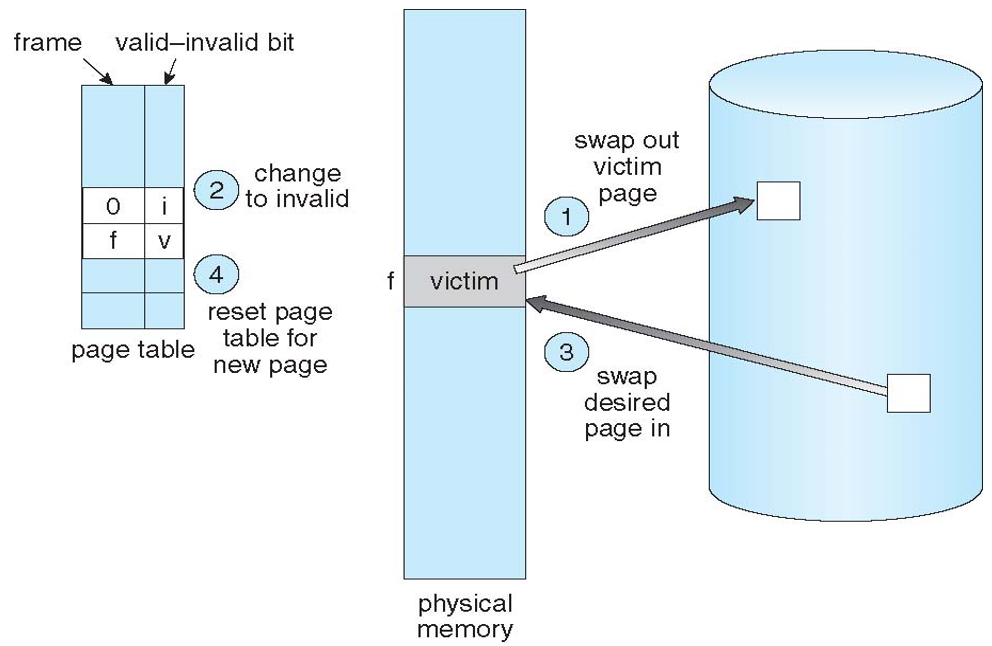 frame
valid–invalid bit
0
i
f
v
page table
2
change
to invalid
4
reset page
table for
new page
f
victim
physical
memory
swap out
victim
page
1
3
swap
desired
page in